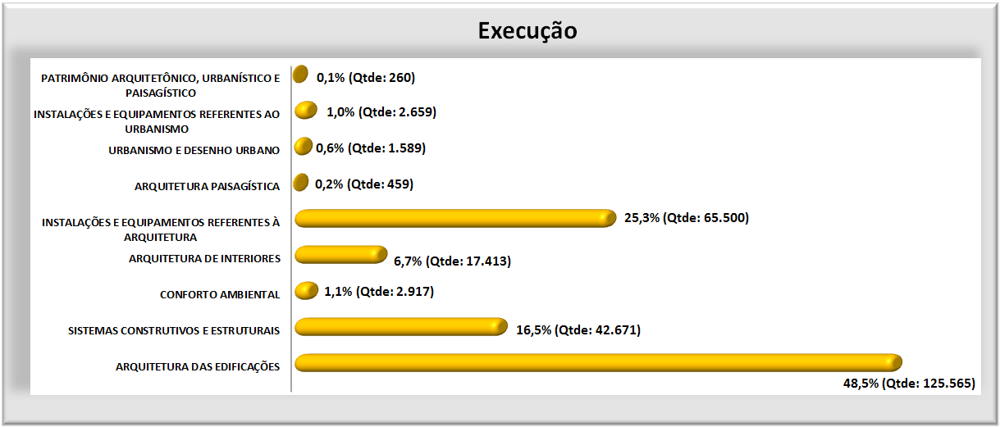 Execução
PATRIMÔNIO ARQUITETÔNICO, URBANÍSTICO E
PAISAGÍSTICO
0,1% (Qtde: 260)
INSTALAÇÕES E EQUIPAMENTOS REFERENTES AO
URBANISMO
1,0% (Qtde: 2.659)
URBANISMO E DESENHO URBANO
0,6% (Qtde: 1.589)
ARQUITETURA PAISAGÍSTICA
0,2% (Qtde: 459)
INSTALAÇÕES E EQUIPAMENTOS REFERENTES À
ARQUITETURA
25,3% (Qtde: 65.500)
ARQUITETURA DE INTERIORES
6,7% (Qtde: 17.413)
CONFORTO AMBIENTAL
1,1% (Qtde: 2.917)
SISTEMAS CONSTRUTIVOS E ESTRUTURAIS
16,5% (Qtde: 42.671)
ARQUITETURA DAS EDIFICAÇÕES
48,5% (Qtde: 125.565)